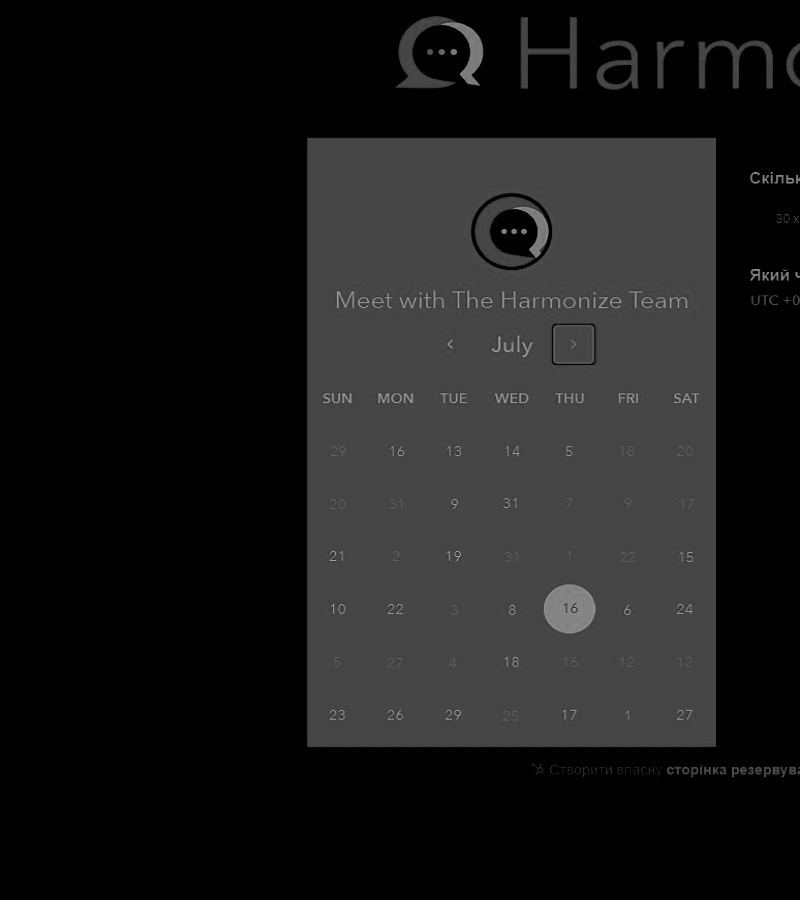 Harmo
Скільк
30 х
Meet with The Harmonize Team
Який ч
UTC +0
July
SUN MON TUE WED THU FRI SAT
29 16 13 14 5 18 20
20 31 9 31 7 9 17
21 2 19 31 1 22 15
10 22 3 8 16 6 24
5 27 4 18 16 12 12
23 26 29 25 17 1 27
Створити власну сторінка резервува